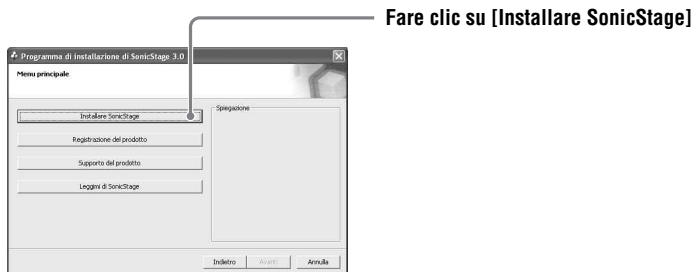 Fare clic su [Installare SonicStage]
Programma di installazione di SonicStage 3.0
Menu principale
Installare SonicStage
Spiegazione
Registrazione del prodotto
Supporto del prodotto
Leggimi di SonicStage
Indietro
Avanti
Annulla